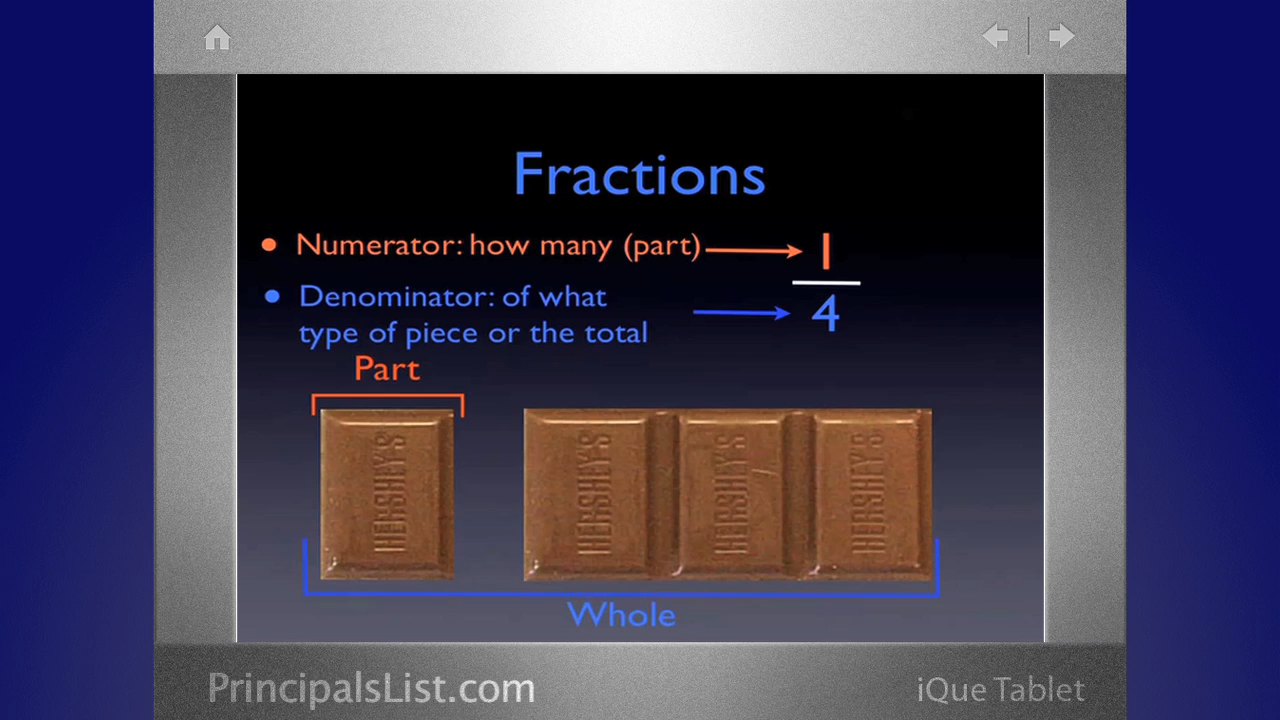 Fractions
• Numerator: how many (part)
1
• Denominator: of what
type of piece or the total
4
Part
HERSHEY'S
HERSHEY'S
HERSHEY'S
HERSHEY'S
Whole
PrincipalsList.com
iQue Tablet